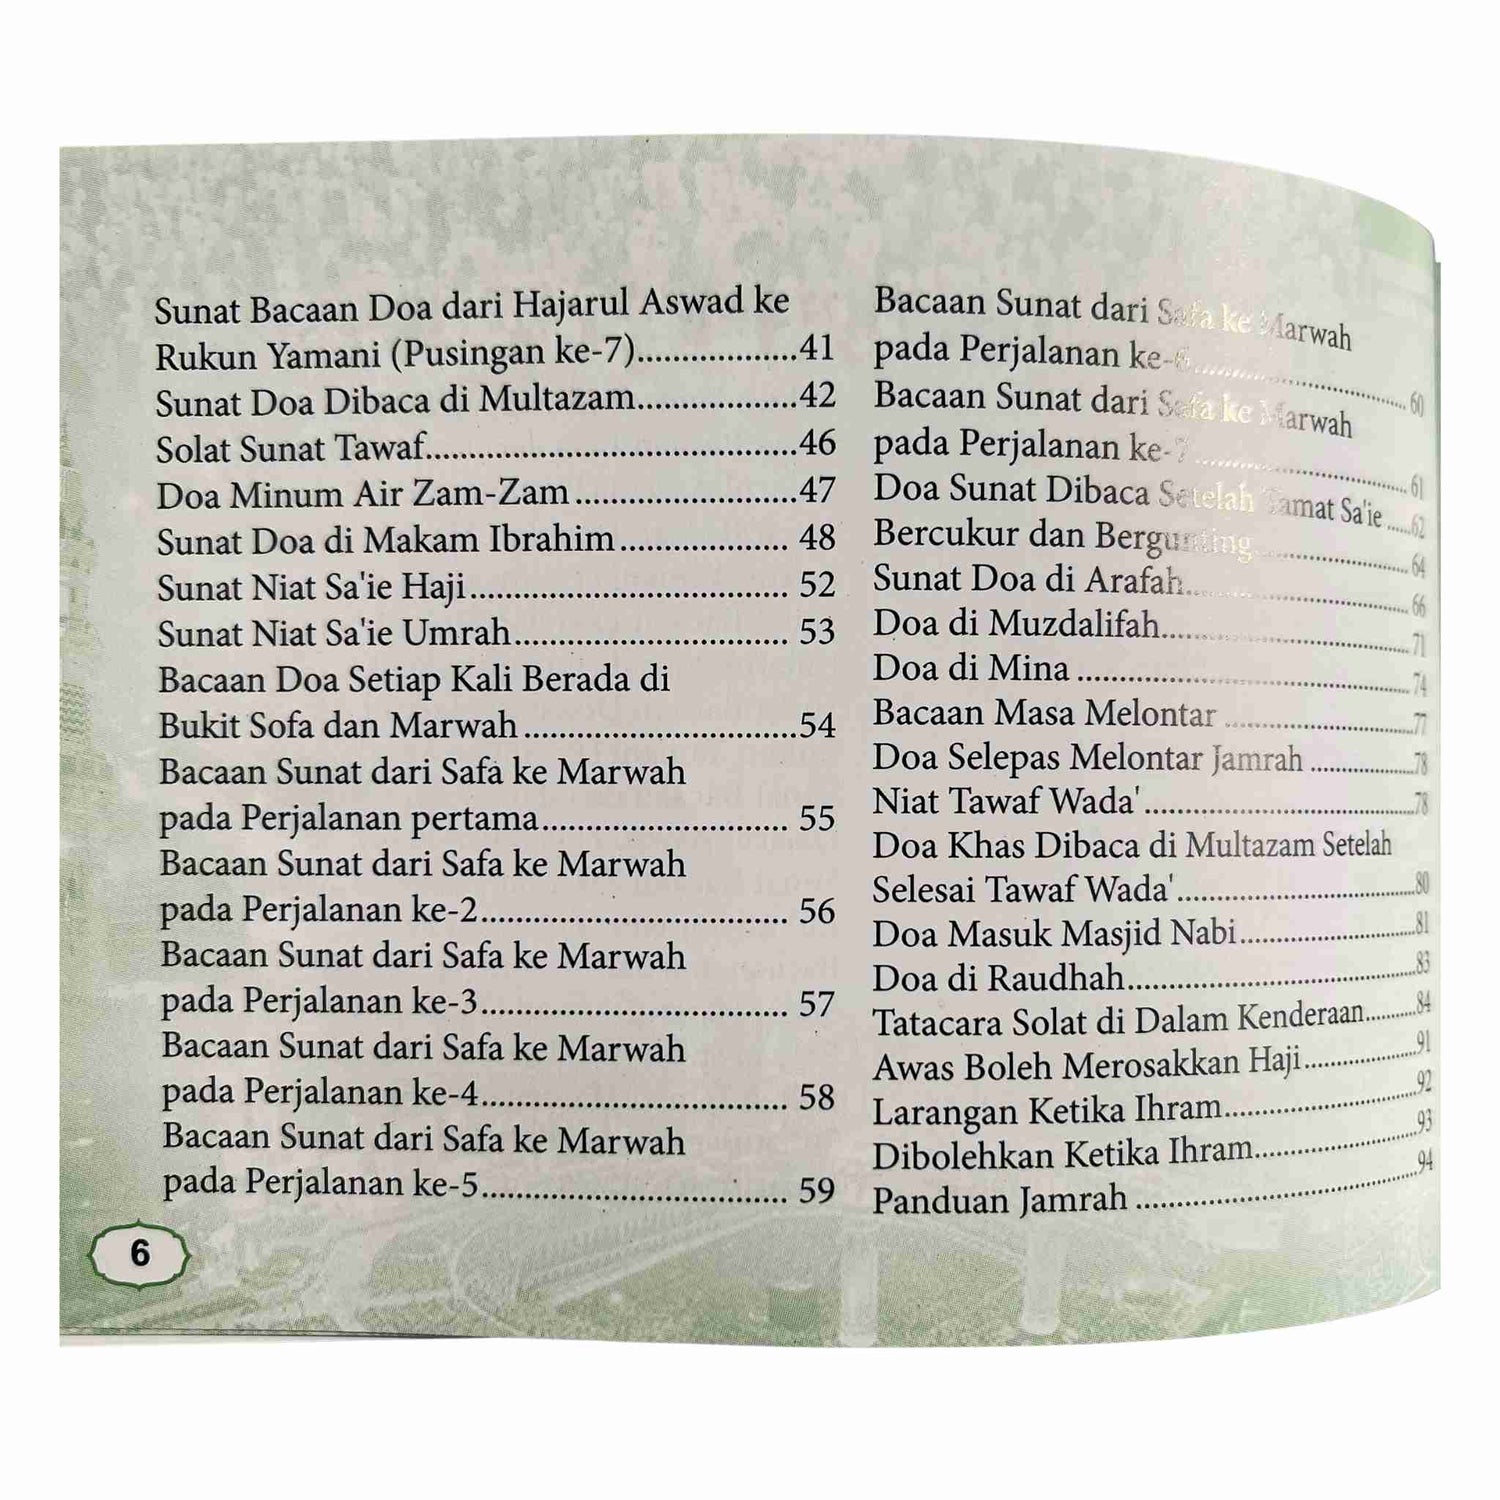 Sunat Bacaan Doa dari Hajarul Aswad ke
Rukun Yamani (Pusingan ke-7)..................41
Sunat Doa Dibaca di Multazam..................42
Solat Sunat Tawaf.........................................46
Doa Minum Air Zam-Zam.........................47
Sunat Doa di Makam Ibrahim................... 48
Sunat Niat Sa'ie Haji.................................... 52
Sunat Niat Sa'ie Umrah............................... 53
Bacaan Doa Setiap Kali Berada di
Bukit Sofa dan Marwah...............................54
Bacaan Sunat dari Safa ke Marwah
pada Perjalanan pertama............................ 55
Bacaan Sunat dari Safa ke Marwah
pada Perjalanan ke-2................................... 56
Bacaan Sunat dari Safa ke Marwah
pada Perjalanan ke-3................................... 57
Bacaan Sunat dari Safa ke Marwah
pada Perjalanan ke-4................................... 58
Bacaan Sunat dari Safa ke Marwah
pada Perjalanan ke-5................................... 59
Bacaan Sunat dari Safa ke Marwah
pada Perjalanan ke-6................................... 60
Bacaan Sunat dari Safa ke Marwah
pada Perjalanan ke-7................................... 61
Doa Sunat Dibaca Setelah Tamat Sa'ie......62
Bercukur dan Bergunting........................... 64
Sunat Doa di Arafah.................................... 66
Doa di Muzdalifah....................................... 71
Doa di Mina ................................................ 74
Bacaan Masa Melontar ...............................77
Doa Selepas Melontar Jamrah ...................78
Niat Tawaf Wada'.........................................78
Doa Khas Dibaca di Multazam Setelah
Selesai Tawaf Wada'.....................................80
Doa Masuk Masjid Nabi.............................81
Doa di Raudhah...........................................83
Tatacara Solat di Dalam Kenderaan..........84
Awas Boleh Merosakkan Haji....................91
Larangan Ketika Ihram...............................92
Dibolehkan Ketika Ihram...........................93
Panduan Jamrah ..........................................94
6